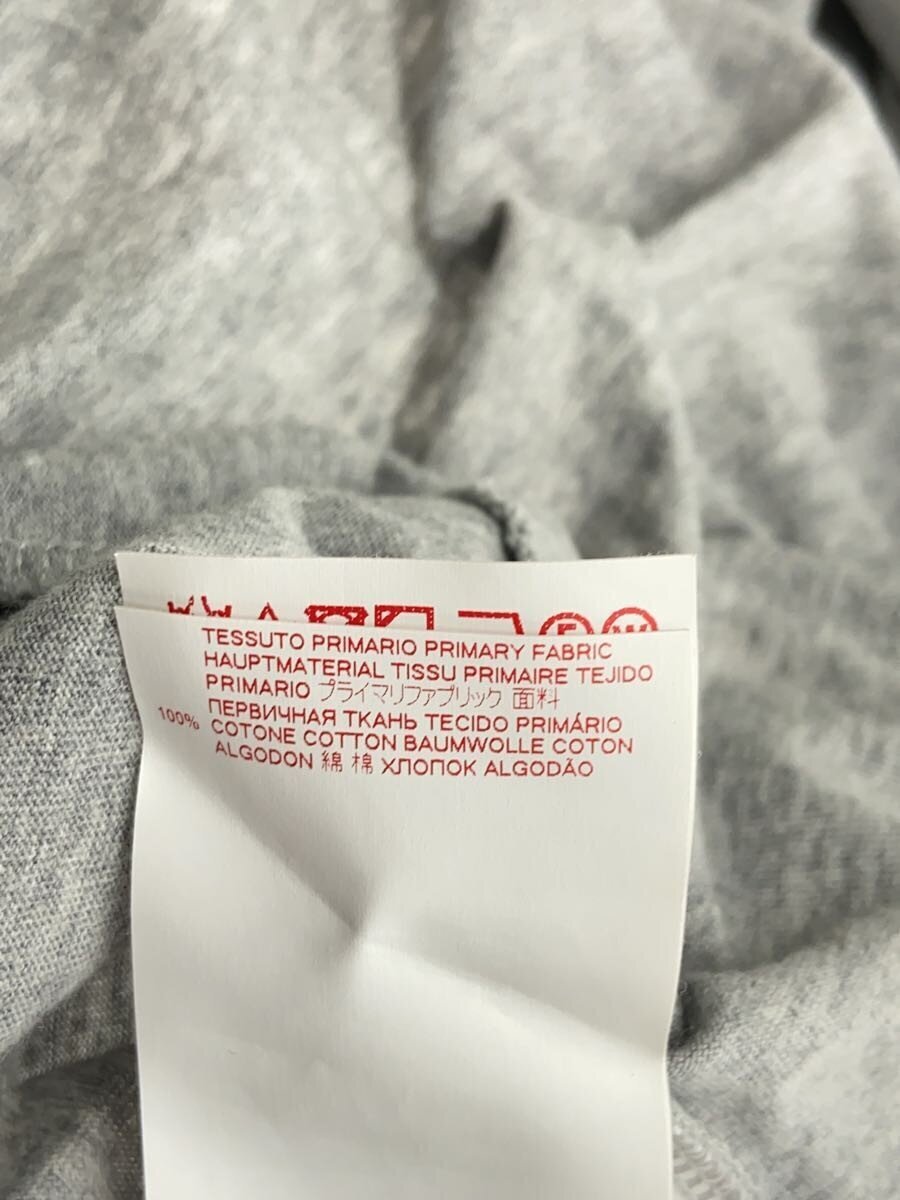 TESSUTO PRIMARIO PRIMARY FABRIC
HAUPTMATERIAL TISSU PRIMAIRE TEJIDO
PRIMARIO プライマリファブリック 面料
ПЕРВИЧНАЯ ТКАНЬ TECIDO PRIMÁRIO
100% COTONE COTTON BAUMWOLLE COTON
ALGODON 綿 棉 ХЛОПОК ALGODÃO